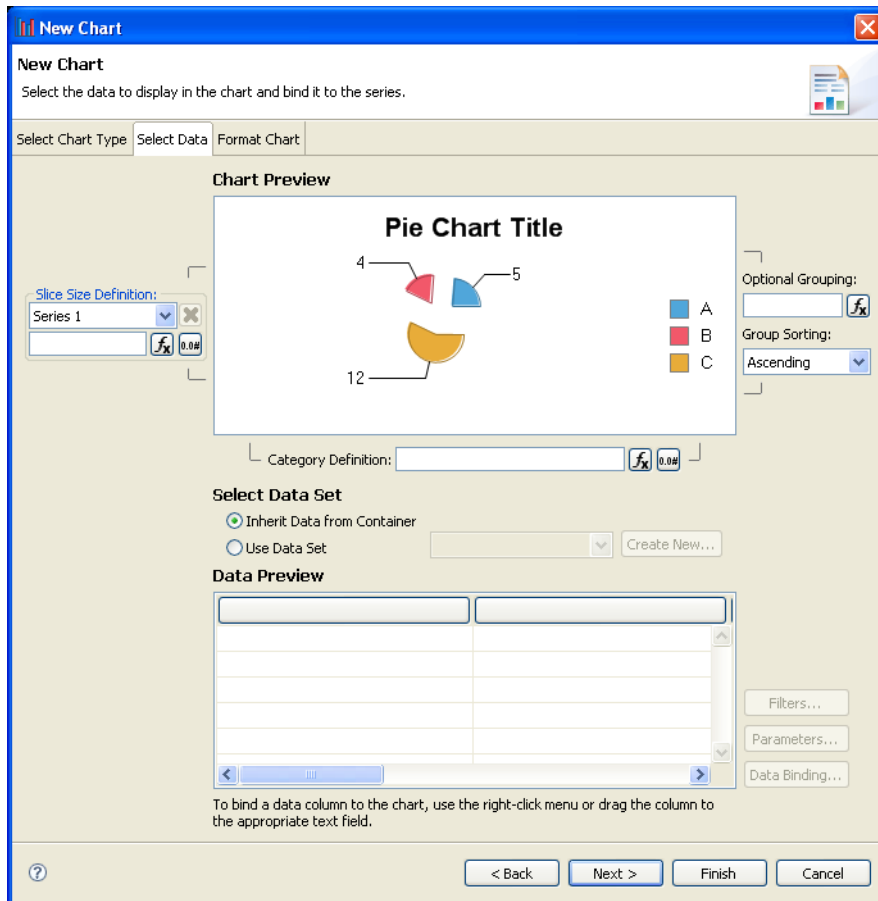 New Chart
New Chart
Select the data to display in the chart and bind it to the series.
Select Chart Type Select Data Format Chart
Chart Preview
Pie Chart Title
4
5
12
A
B
C
Slice Size Definition:
Series 1
fx 0.0#
Optional Grouping:
fx
Group Sorting:
Ascending
Category Definition: fx 0.0#
Select Data Set
Inherit Data from Container
Use Data Set Create New...
Data Preview
Filters...
Parameters...
Data Binding...
To bind a data column to the chart, use the right-click menu or drag the column to
the appropriate text field.
? < Back Next > Finish Cancel